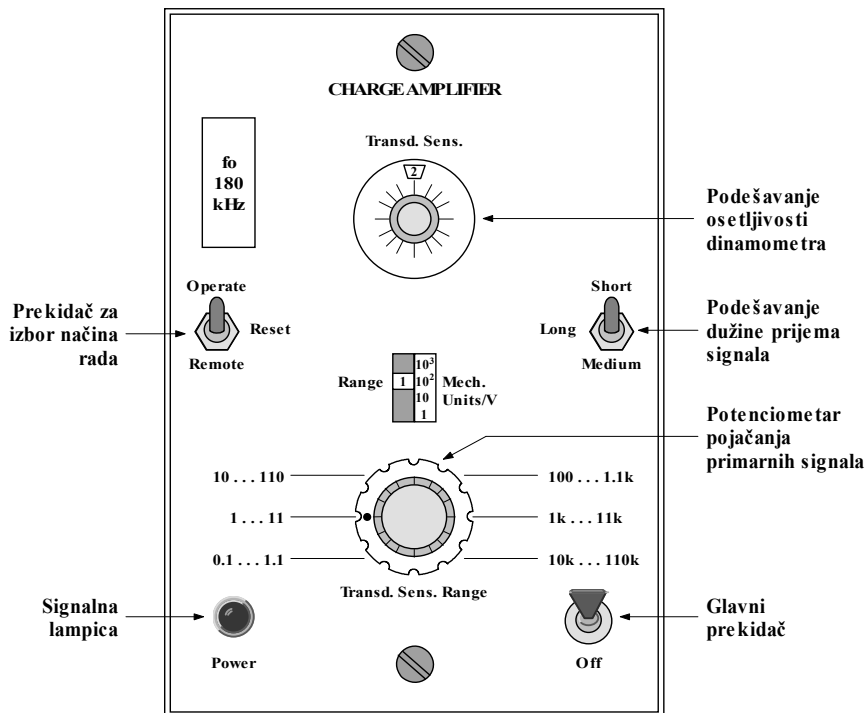 CHARGE AMPLIFIER
Transd. Sens.
2
fo
180
kHz
Podešavanje
osetljivosti
dinamometra
Operate
Reset
Remote
Prekidač za
izbor načina
rada
Short
Long
Medium
Podešavanje
dužine prijema
signala
Range
1
10³
10²
10
1
Mech.
Units/V
Potenciometar
pojačanja
primarnih signala
10 . . . 110
1 . . . 11
0.1 . . . 1.1
100 . . . 1.1k
1k . . . 11k
10k . . . 110k
Transd. Sens. Range
Signalna
lampica
Power
Off
Glavni
prekidač